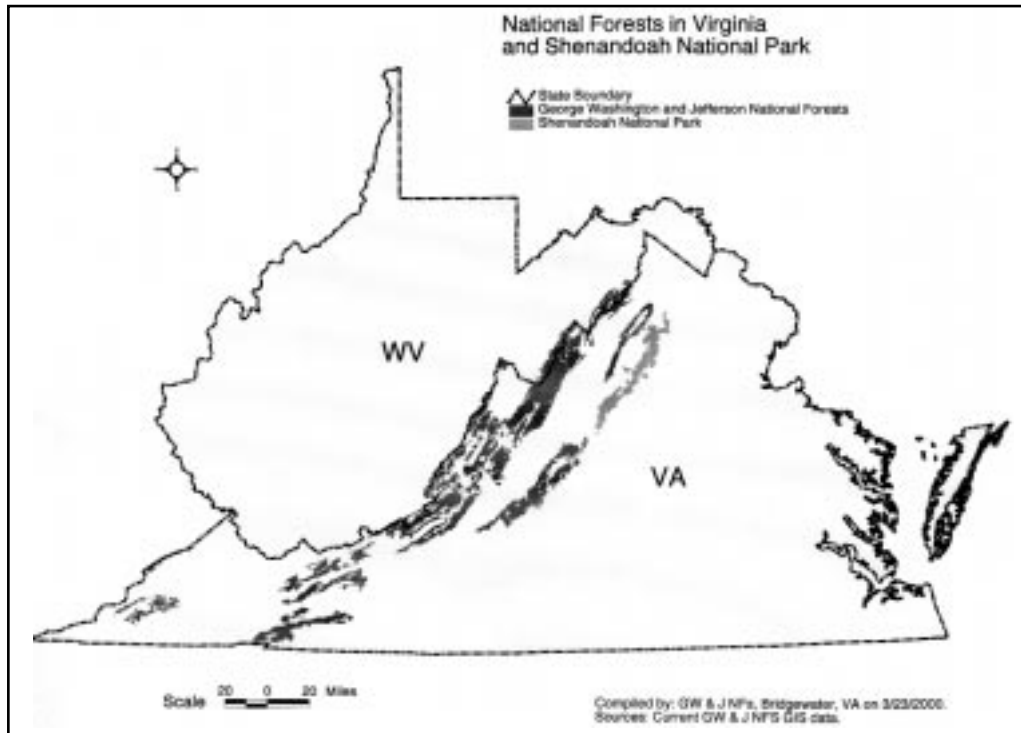 National Forests in Virginia
and Shenandoah National Park
State Boundary
George Washington and Jefferson National Forests
Shenandoah National Park
WV
VA
Scale 20 0 20 Miles
Compiled by: GW & J NFs, Bridgewater, VA on 3/23/2000.
Sources: Current GW & J NFS GIS data.